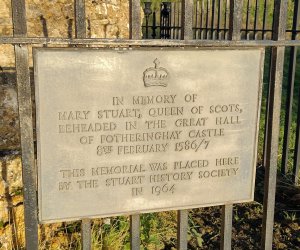 IN MEMORY OF
MARY STUART, QUEEN OF SCOTS,
BEHEADED IN THE GREAT HALL
OF FOTHERINGHAY CASTLE
8TH FEBRUARY 1586/7
THIS MEMORIAL WAS PLACED HERE
BY THE STUART HISTORY SOCIETY
IN 1964